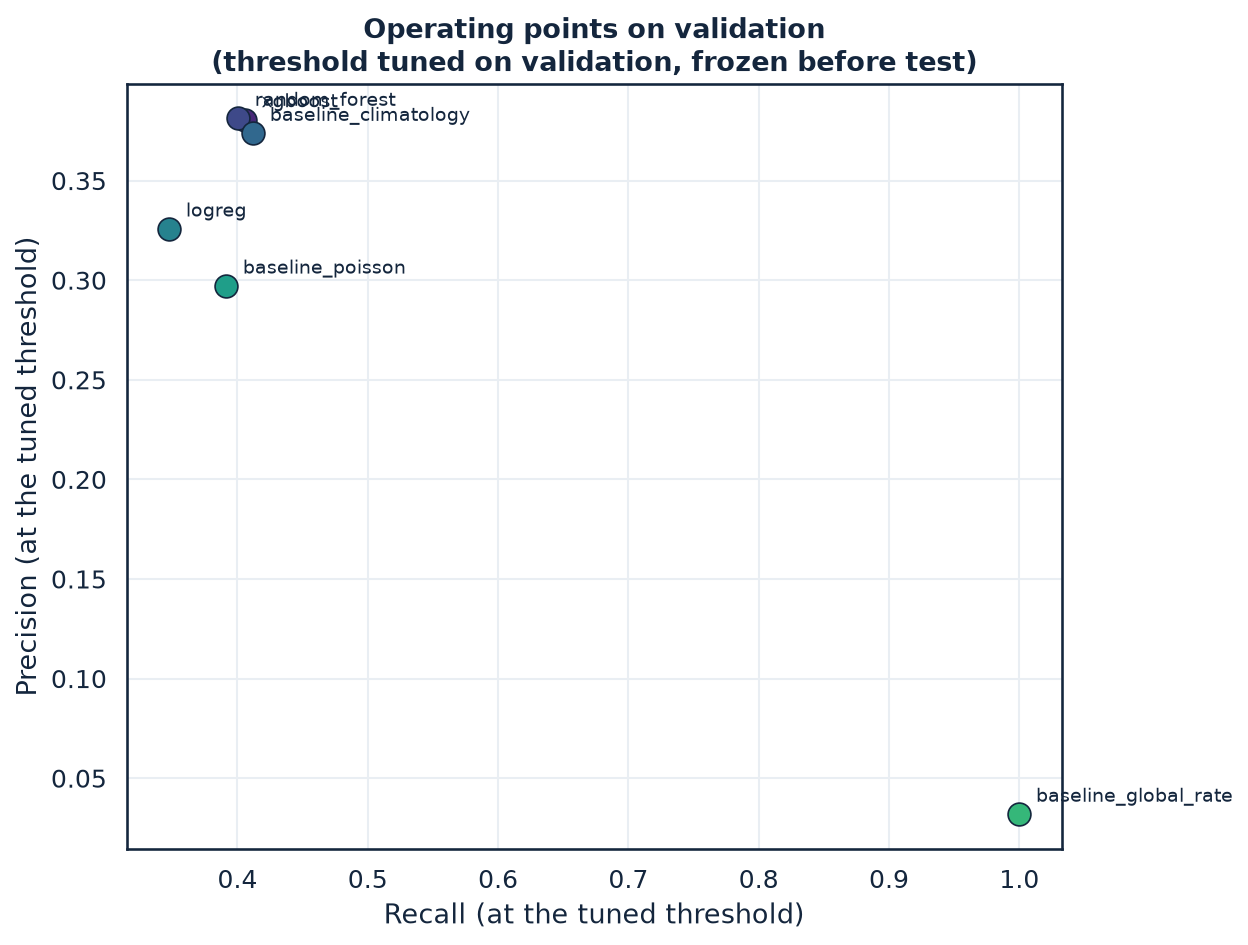 Operating points on validation
(threshold tuned on validation, frozen before test)
random_forest
xgboost
baseline_climatology
logreg
baseline_poisson
baseline_global_rate
0.35
0.30
0.25
0.20
0.15
0.10
0.05
0.4
0.5
0.6
0.7
0.8
0.9
1.0
Precision (at the tuned threshold)
Recall (at the tuned threshold)